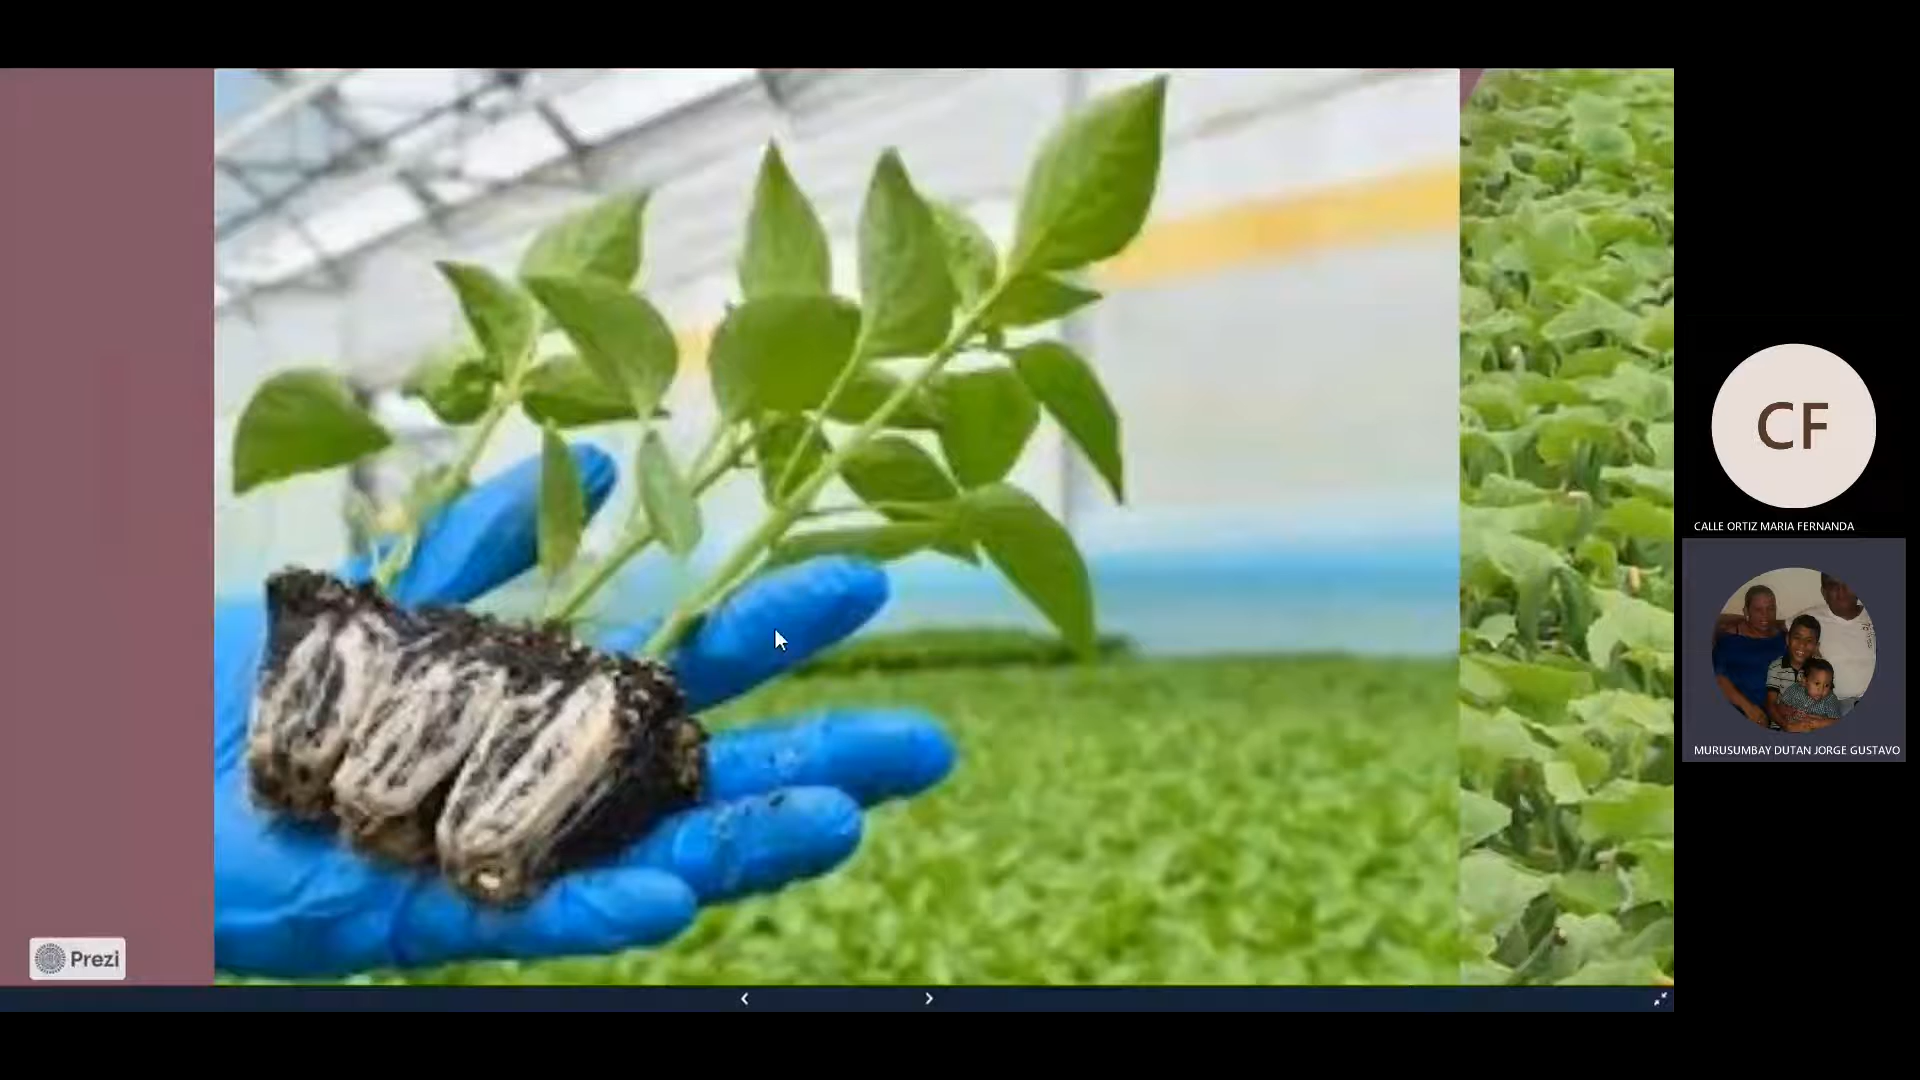 CF
CALLE ORTIZ MARIA FERNANDA
MURUSUMBAY DUTAN JORGE GUSTAVO
Prezi